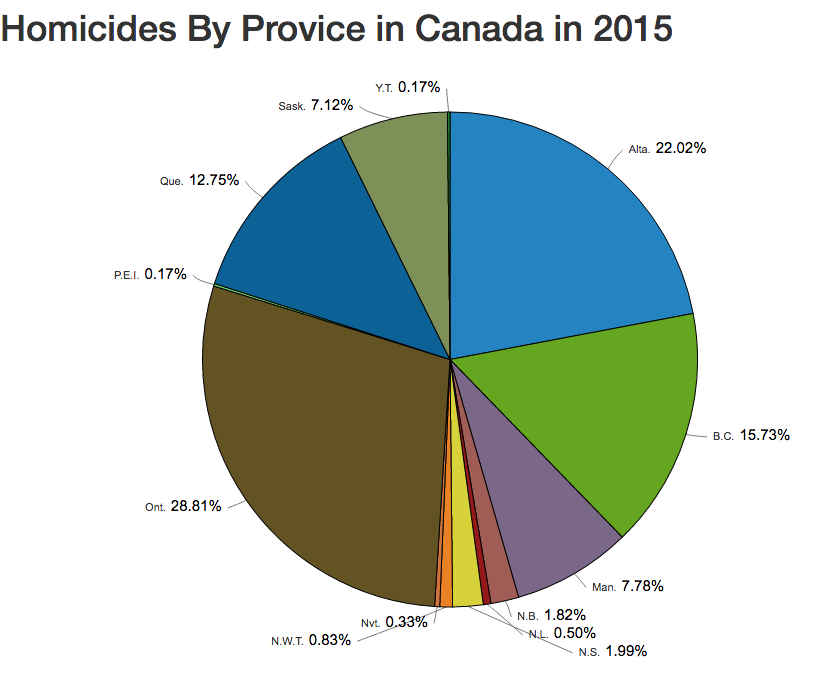 Homicides By Provice in Canada in 2015
Y.T. 0.17%
Sask. 7.12%
Alta. 22.02%
Que. 12.75%
P.E.I. 0.17%
B.C. 15.73%
Ont. 28.81%
Man. 7.78%
N.B. 1.82%
Nvt. 0.33%
N.L. 0.50%
N.W.T. 0.83%
N.S. 1.99%